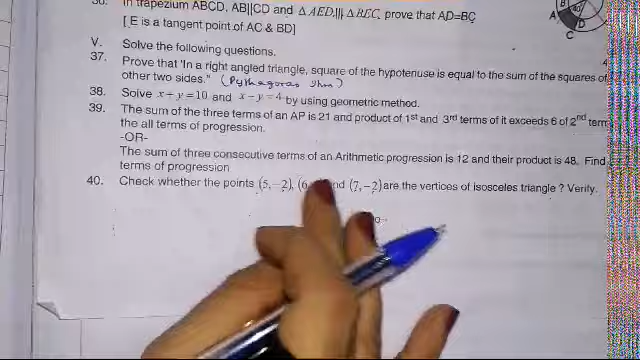 36. In trapezium ABCD, AB||CD and △AED ||| △BEC, prove that AD=BC
[ E is a tangent point of AC & BD]
V. Solve the following questions.
37. Prove that 'In a right angled triangle, square of the hypotenuse is equal to the sum of the squares of
other two sides." (Pythagoras thm)
38. Solve x + y = 10 and x − y = 4 by using geometric method.
39. The sum of the three terms of an AP is 21 and product of 1st and 3rd terms of it exceeds 6 of 2nd term
the all terms of progression.
-OR-
The sum of three consecutive terms of an Arithmetic progression is 12 and their product is 48. Find
terms of progression
40. Check whether the points (5,−2), (6, and (7,−2) are the vertices of isosceles triangle ? Verify.
B
A
D
C